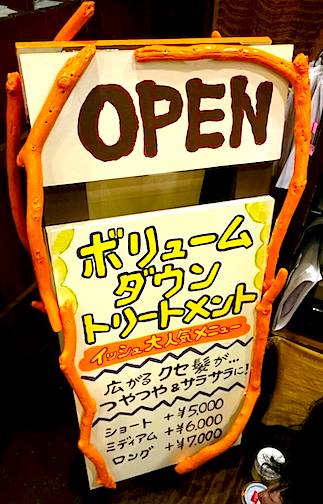 OPEN
ボリューム
ダウン
トリートメント
イッシュ大人気メニュー
広がる クセ髪が…
つやつや&サラサラに!
ショート +¥5,000
ミディアム +¥6,000
ロング +¥7,000